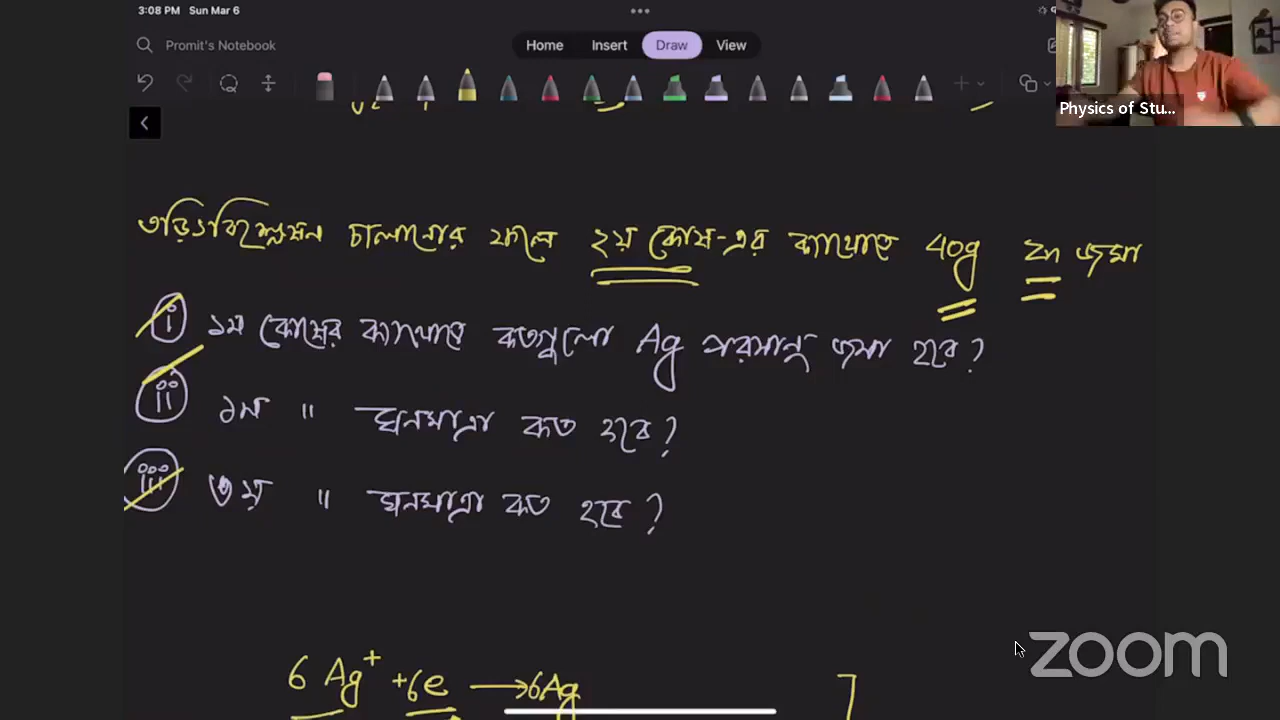 3:08 PM Sun Mar 6
Promit's Notebook Home Insert Draw View
Physics of Stu...
তড়িৎবিশ্লেষন চালানোর ফলে ২য় কোষ-এর ক্যাথোডে 40g Zn জমা
i ১ম কোষের ক্যাথোডে কতগুলো Ag পরমানু জমা হবে?
ii ১ম " ঘনমাত্রা কত হবে?
iii ৩য় " ঘনমাত্রা কত হবে?
6 Ag⁺ + 6e → 6Ag
zoom